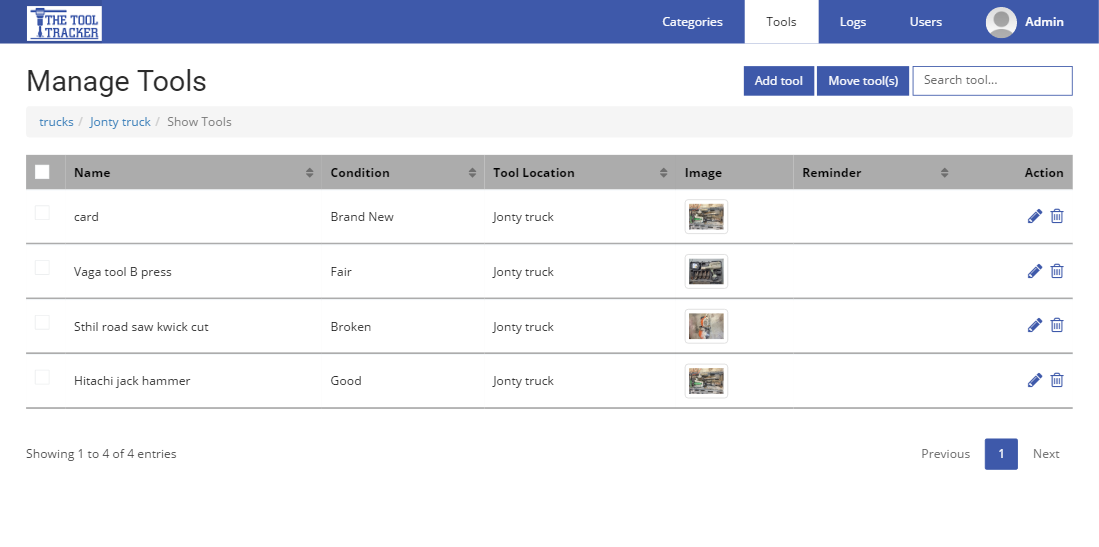 THE TOOL
TRACKER
Categories Tools Logs Users Admin
Manage Tools
Add tool Move tool(s) Search tool...
trucks / Jonty truck / Show Tools
Name Condition Tool Location Image Reminder Action
card Brand New Jonty truck
Vaga tool B press Fair Jonty truck
Sthil road saw kwick cut Broken Jonty truck
Hitachi jack hammer Good Jonty truck
Showing 1 to 4 of 4 entries
Previous 1 Next